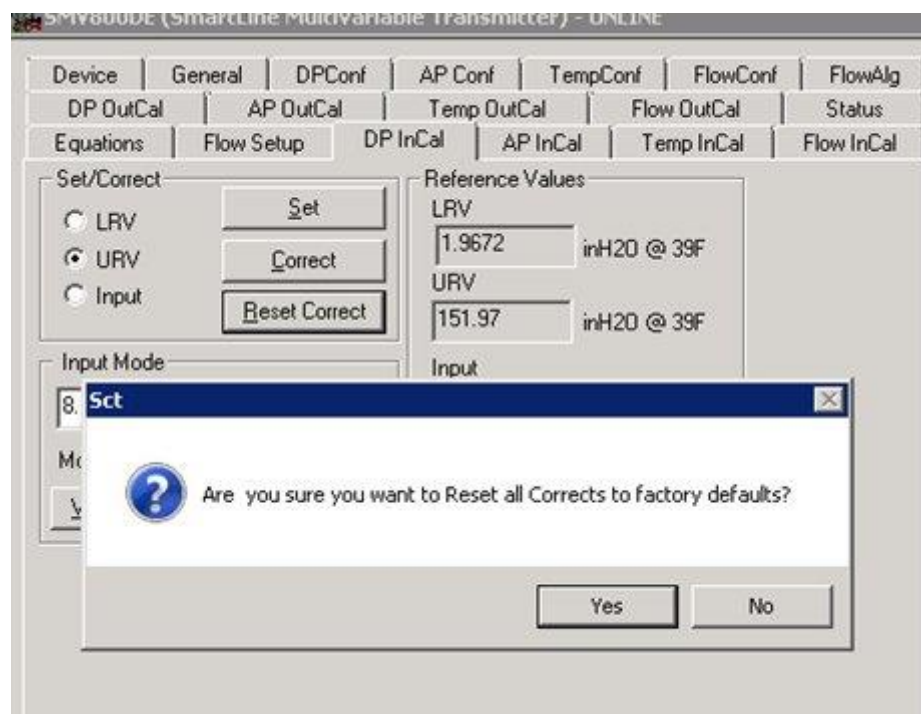 SMV800DE (SmartLine Multivariable Transmitter) - ONLINE
Device General DPConf AP Conf TempConf FlowConf FlowAlg
DP OutCal AP OutCal Temp OutCal Flow OutCal Status
Equations Flow Setup DP InCal AP InCal Temp InCal Flow InCal
Set/Correct
LRV
URV
Input
Set
Correct
Reset Correct
Reference Values
LRV
1.9672 inH2O @ 39F
URV
151.97 inH2O @ 39F
Input
Input Mode
8.
Sct
Are you sure you want to Reset all Corrects to factory defaults?
Yes No